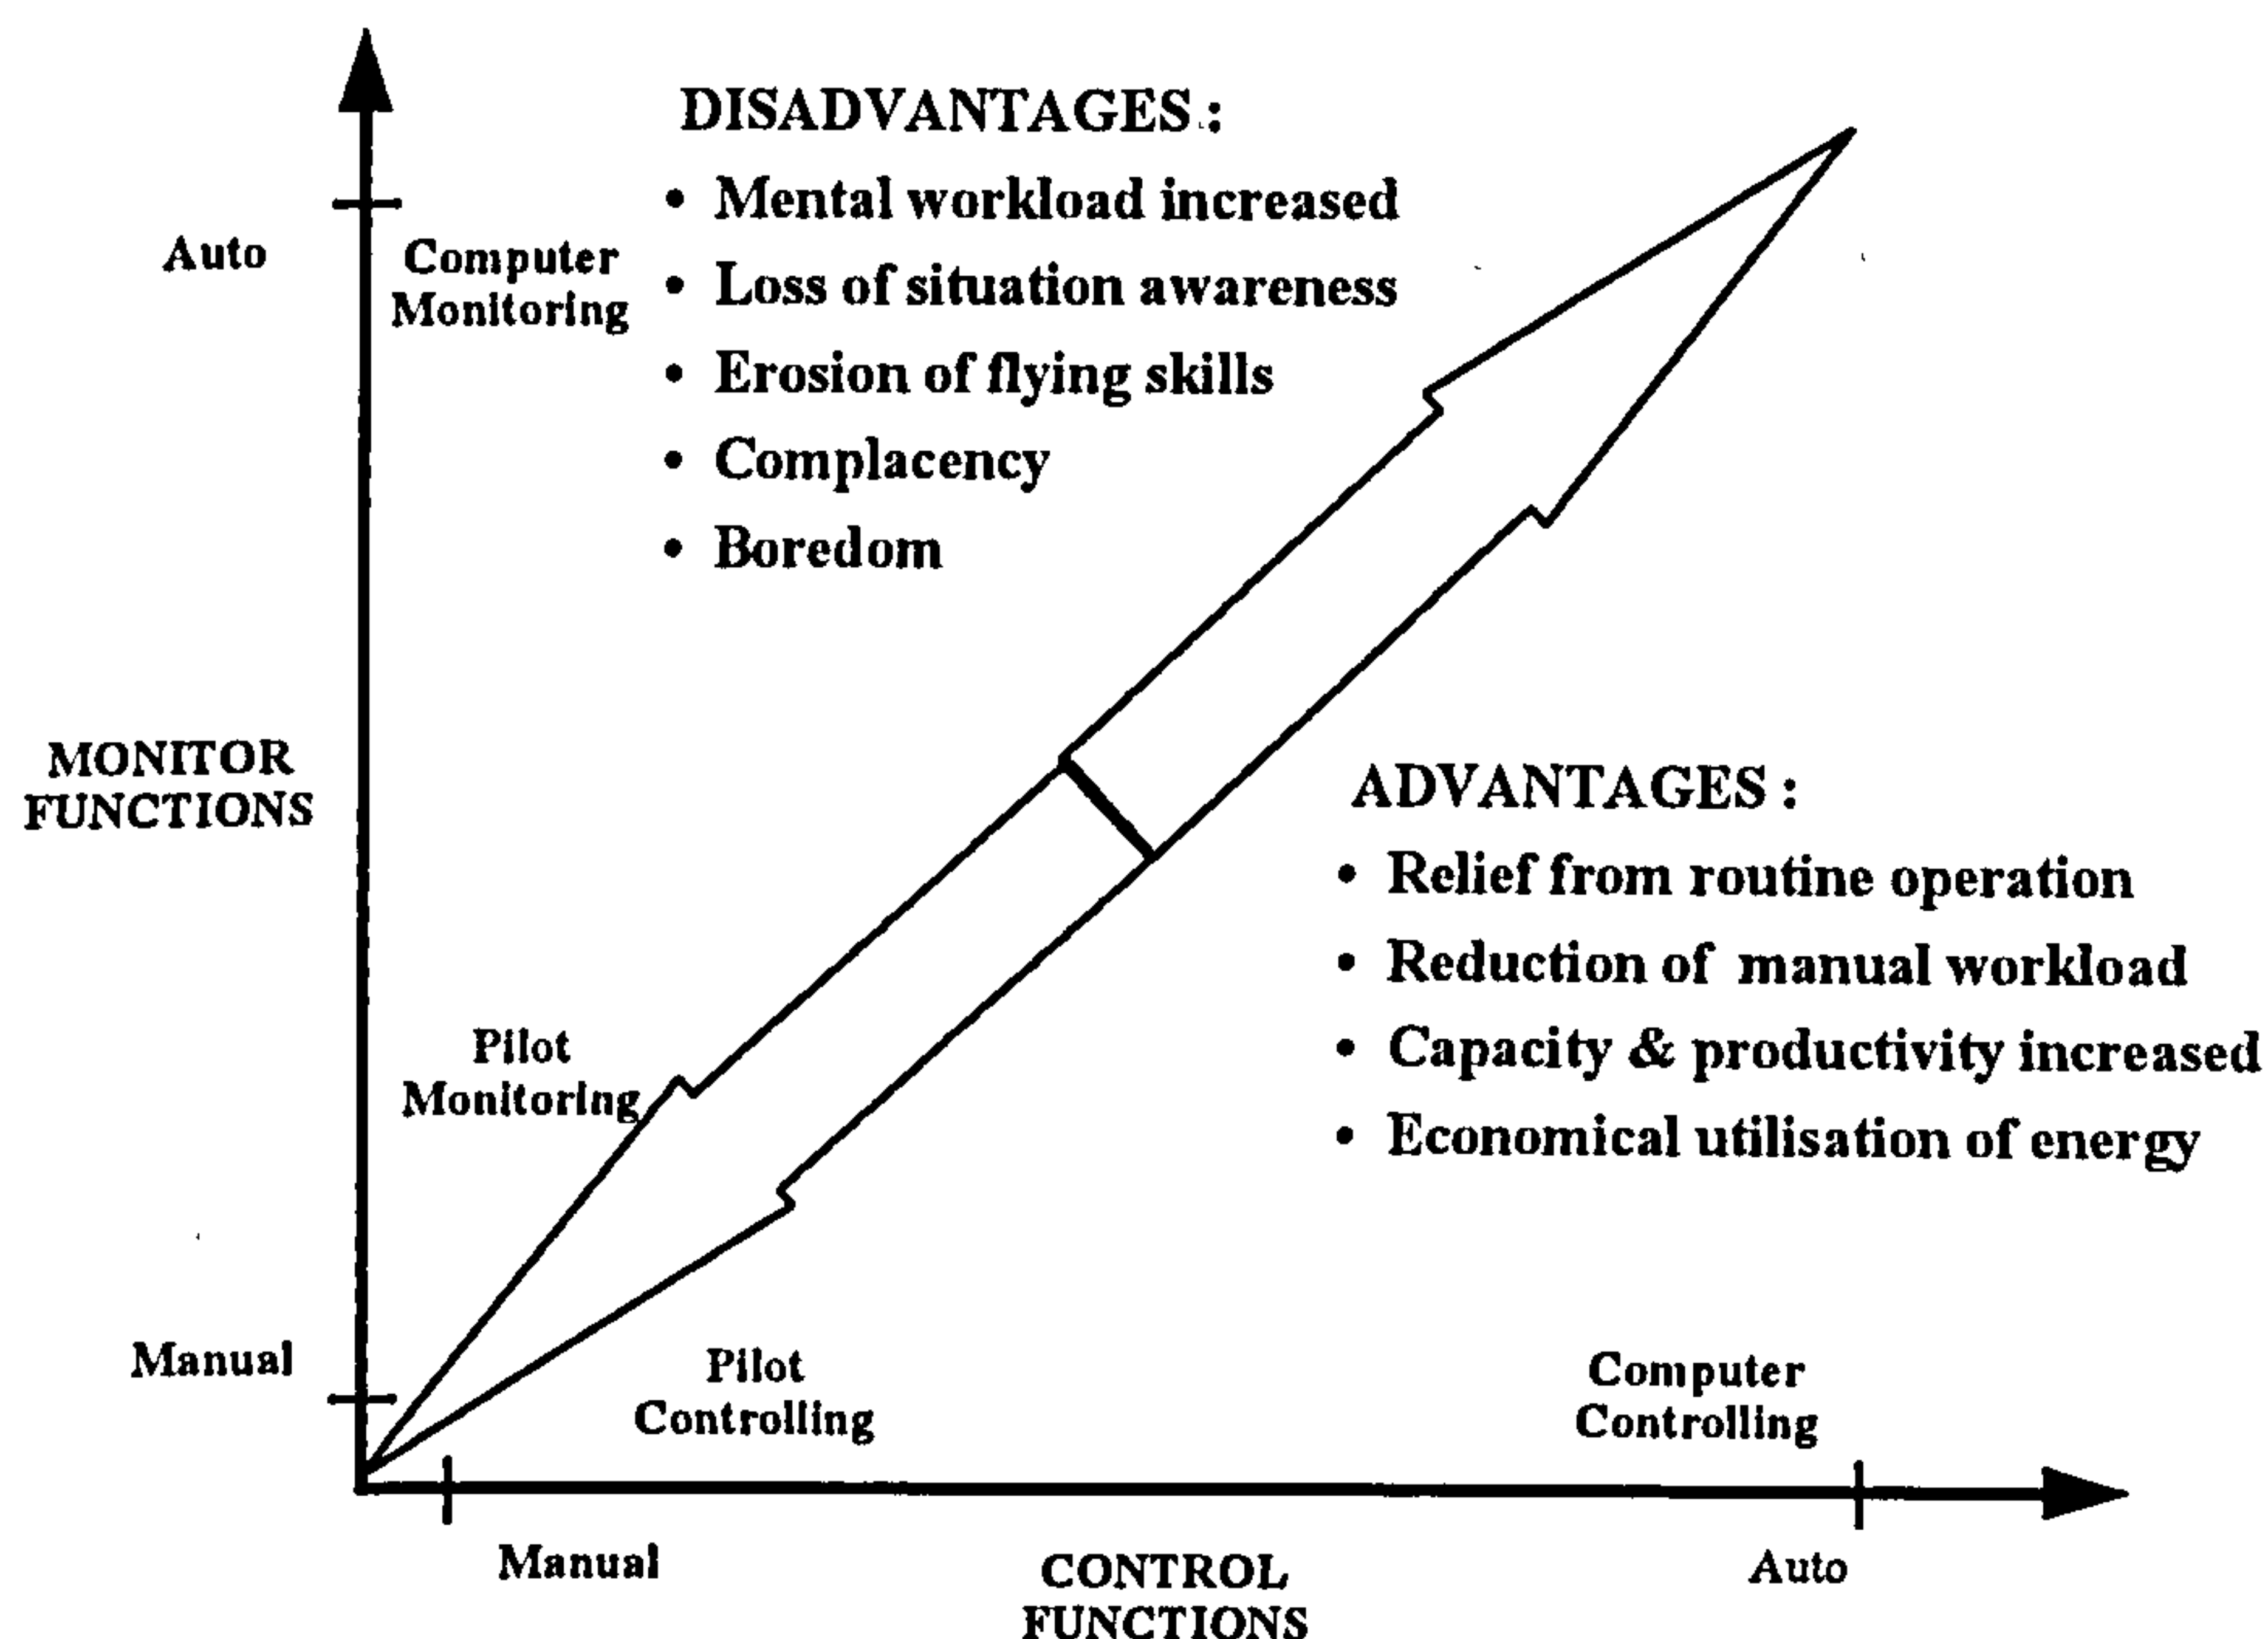 DISADVANTAGES :
• Mental workload increased
• Loss of situation awareness
• Erosion of flying skills
• Complacency
• Boredom
Auto
Computer
Monitoring
MONITOR
FUNCTIONS
ADVANTAGES :
• Relief from routine operation
• Reduction of manual workload
• Capacity & productivity increased
• Economical utilisation of energy
Pilot
Monitoring
Manual
Pilot
Controlling
Computer
Controlling
Manual
CONTROL
FUNCTIONS
Auto